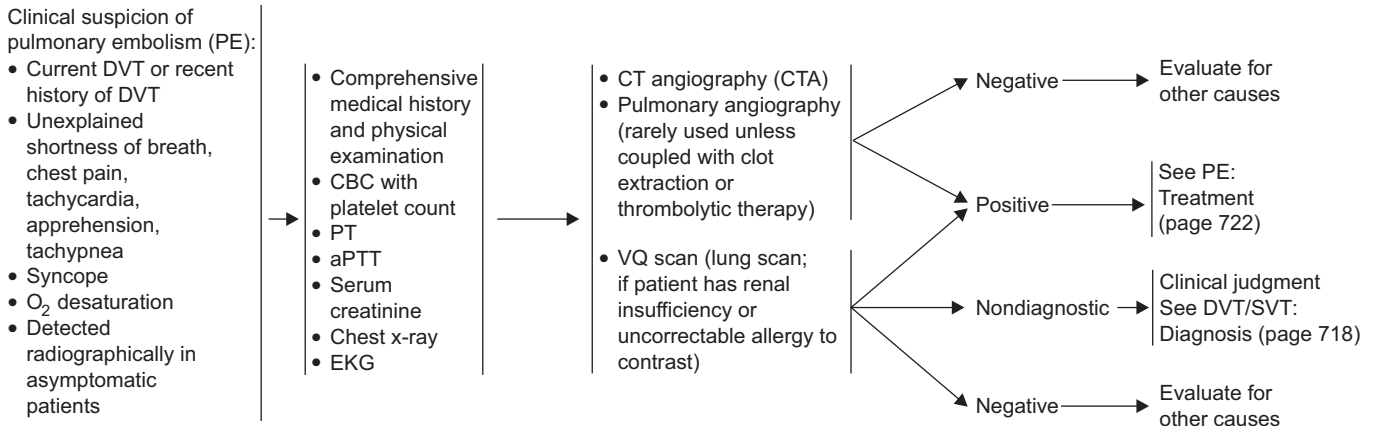 Clinical suspicion of
pulmonary embolism (PE):
• Current DVT or recent
history of DVT
• Unexplained
shortness of breath,
chest pain,
tachycardia,
apprehension,
tachypnea
• Syncope
• O2 desaturation
• Detected
radiographically in
asymptomatic
patients
• Comprehensive
medical history
and physical
examination
• CBC with
platelet count
• PT
• aPTT
• Serum
creatinine
• Chest x-ray
• EKG
• CT angiography (CTA)
• Pulmonary angiography
(rarely used unless
coupled with clot
extraction or
thrombolytic therapy)
• VQ scan (lung scan;
if patient has renal
insufficiency or
uncorrectable allergy to
contrast)
Negative
Evaluate for
other causes
Positive
See PE:
Treatment
(page 722)
Nondiagnostic
Clinical judgment
See DVT/SVT:
Diagnosis (page 718)
Negative
Evaluate for
other causes